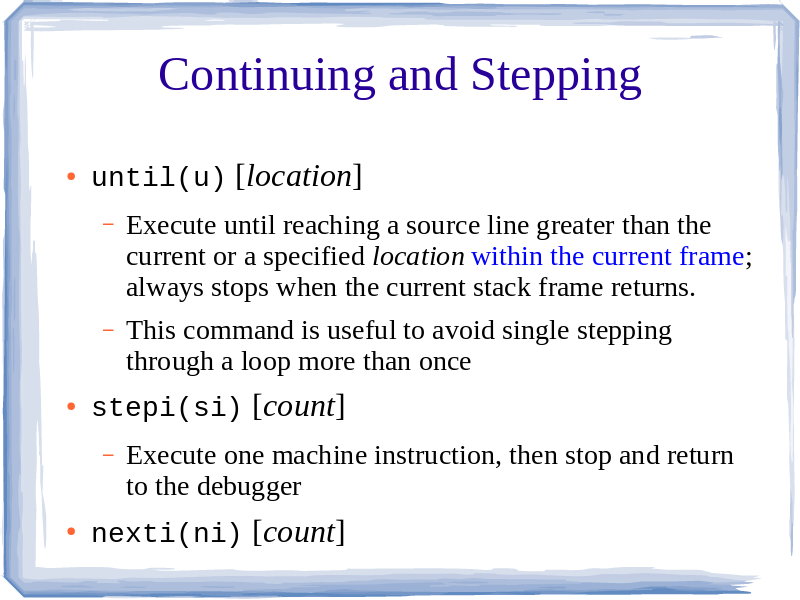 Continuing and Stepping
• until(u) [location]
– Execute until reaching a source line greater than the
current or a specified location within the current frame;
always stops when the current stack frame returns.
– This command is useful to avoid single stepping
through a loop more than once
• stepi(si) [count]
– Execute one machine instruction, then stop and return
to the debugger
• nexti(ni) [count]